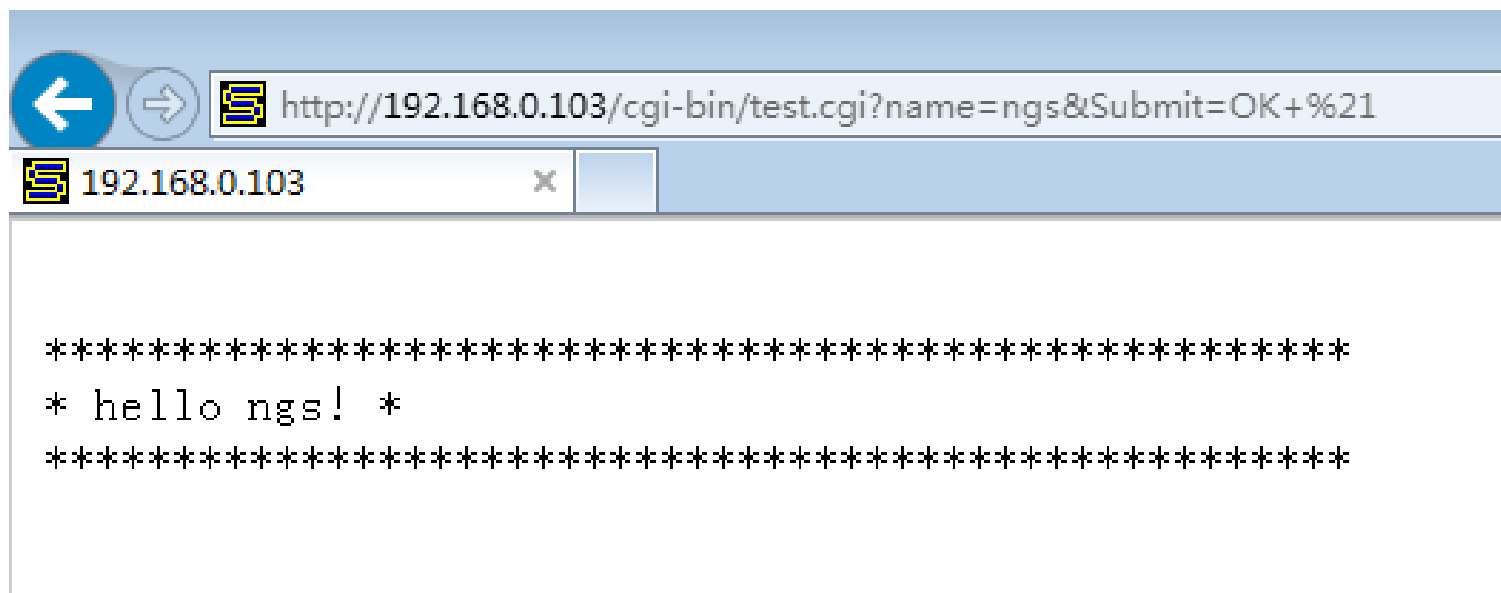 http://192.168.0.103/cgi-bin/test.cgi?name=ngs&Submit=OK+%21
192.168.0.103
****************************************************
* hello ngs! *
****************************************************